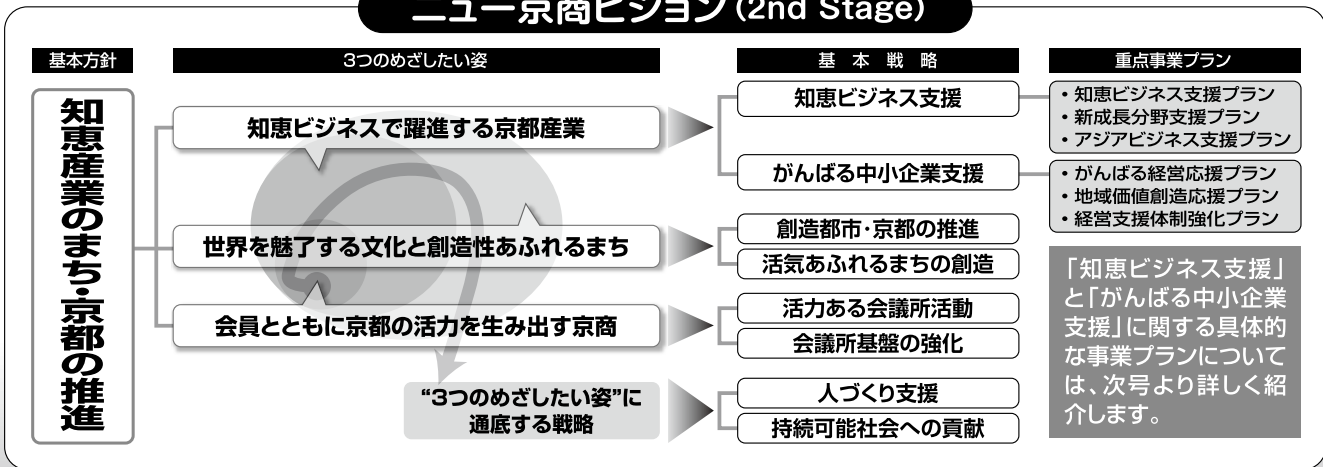 ニュー京商ビジョン(2nd Stage)
基本方針
3つのめざしたい姿
基本戦略
重点事業プラン
知恵産業のまち・京都の推進
知恵ビジネスで躍進する京都産業
世界を魅了する文化と創造性あふれるまち
会員とともに京都の活力を生み出す京商
“3つのめざしたい姿”に
通底する戦略
知恵ビジネス支援
がんばる中小企業支援
創造都市・京都の推進
活気あふれるまちの創造
活力ある会議所活動
会議所基盤の強化
人づくり支援
持続可能社会への貢献
・知恵ビジネス支援プラン
・新成長分野支援プラン
・アジアビジネス支援プラン
・がんばる経営応援プラン
・地域価値創造応援プラン
・経営支援体制強化プラン
「知恵ビジネス支援」
と「がんばる中小企業
支援」に関する具体的
な事業プランについて
は、次号より詳しく紹
介します。